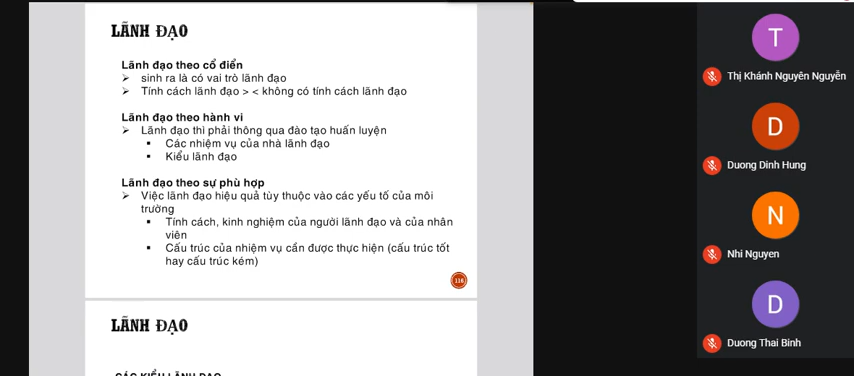 LÃNH ĐẠO
Lãnh đạo theo cổ điển
➢ sinh ra là có vai trò lãnh đạo
➢ Tính cách lãnh đạo > < không có tính cách lãnh đạo
Lãnh đạo theo hành vi
➢ Lãnh đạo thì phải thông qua đào tạo huấn luyện
▪ Các nhiệm vụ của nhà lãnh đạo
▪ Kiểu lãnh đạo
Lãnh đạo theo sự phù hợp
➢ Việc lãnh đạo hiệu quả tùy thuộc vào các yếu tố của môi
trường
▪ Tính cách, kinh nghiệm của người lãnh đạo và của nhân
viên
▪ Cấu trúc của nhiệm vụ cần được thực hiện (cấu trúc tốt
hay cấu trúc kém)
116
LÃNH ĐẠO
CÁC KIỂU LÃNH ĐẠO
T
Thị Khánh Nguyên Nguyễn
D
Duong Dinh Hung
N
Nhi Nguyen
D
Duong Thai Binh